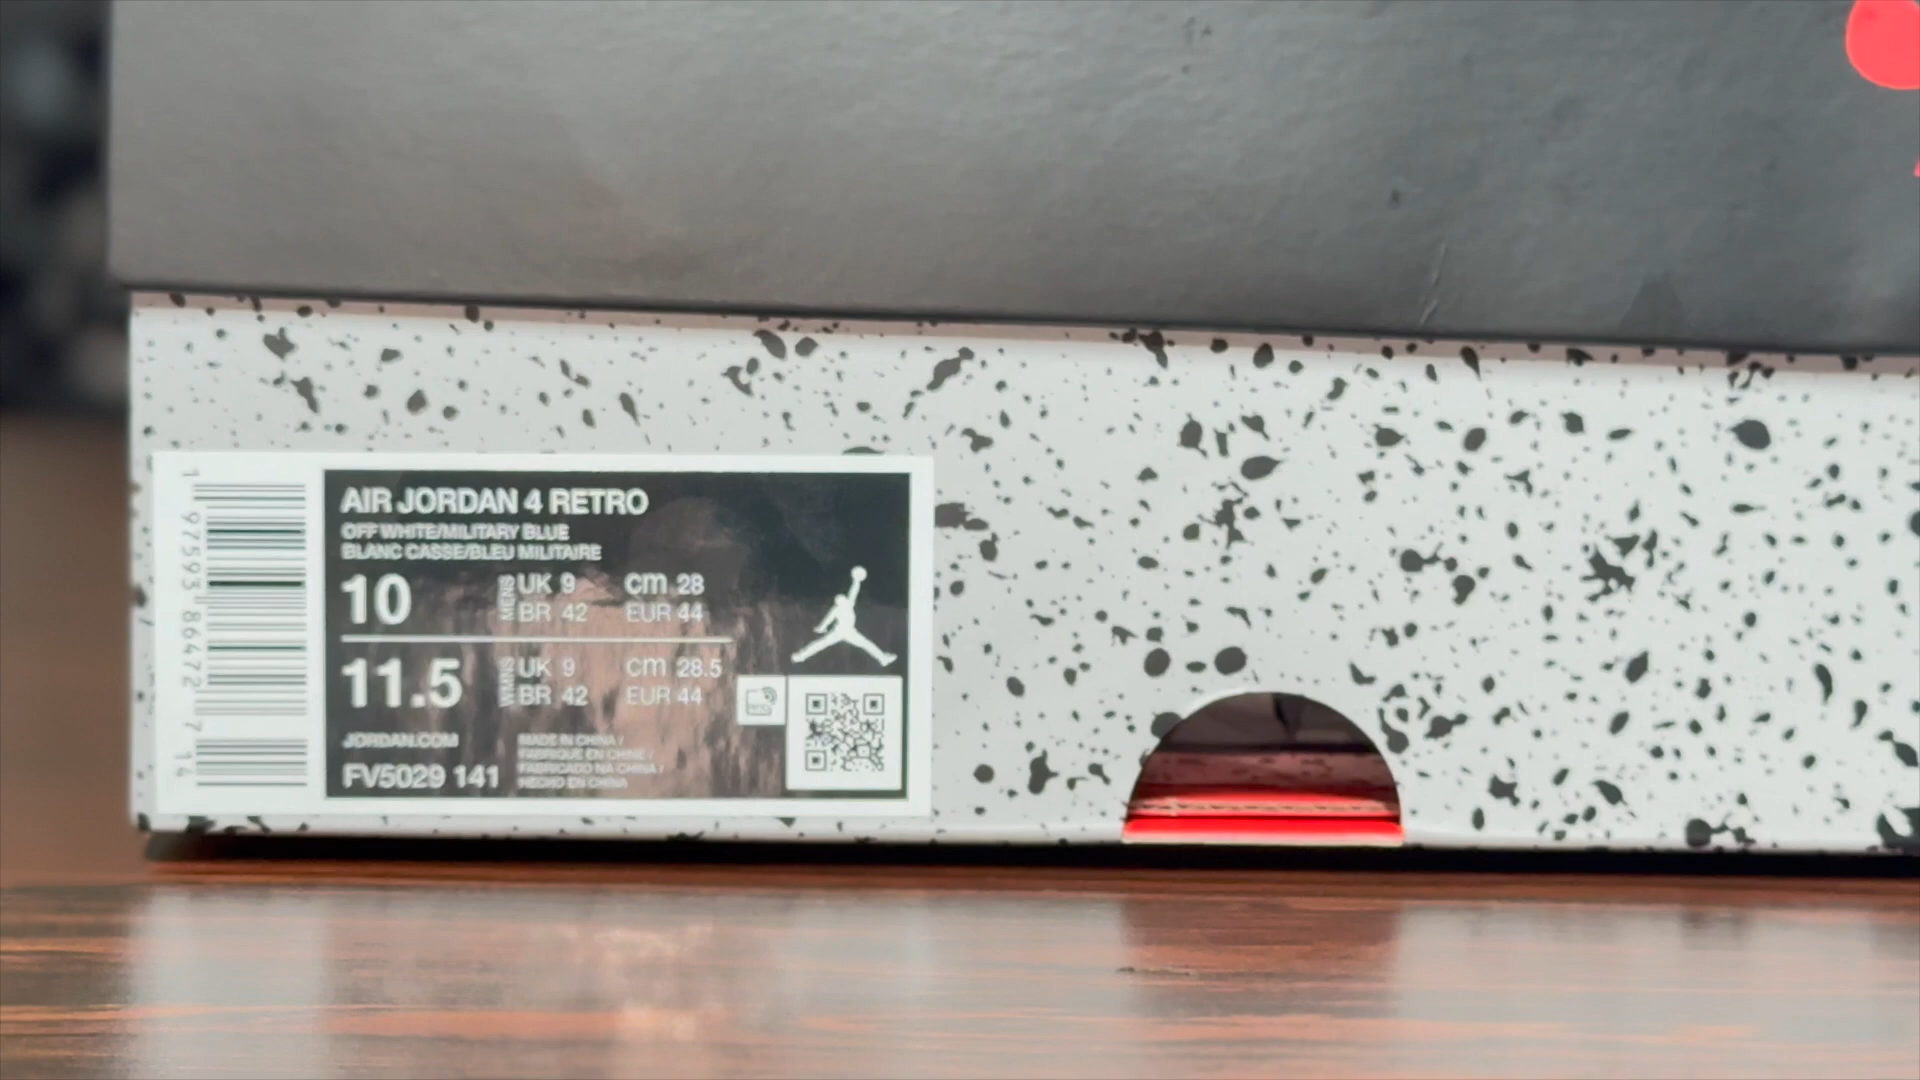 1 97593 86472 7 14
AIR JORDAN 4 RETRO
OFF WHITE/MILITARY BLUE
BLANC CASSE/BLEU MILITAIRE
10 MENS UK 9 cm 28
BR 42 EUR 44
11.5 WMNS UK 9 cm 28.5
BR 42 EUR 44
JORDAN.COM
FV5029 141
MADE IN CHINA /
FABRIQUE EN CHINE /
FABRICADO NA CHINA /
HECHO EN CHINA